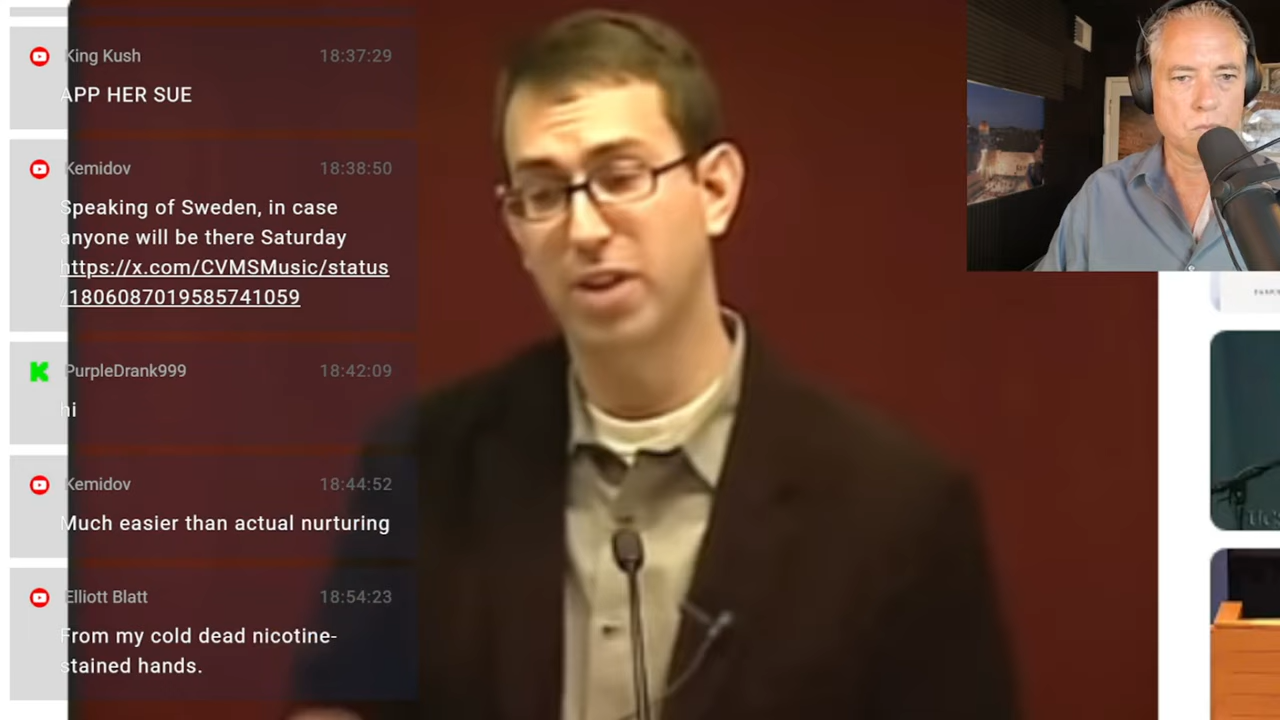 King Kush 18:37:29
APP HER SUE
Kemidov 18:38:50
Speaking of Sweden, in case
anyone will be there Saturday
https://x.com/CVMSMusic/status
/1806087019585741059
PurpleDrank999 18:42:09
hi
Kemidov 18:44:52
Much easier than actual nurturing
Elliott Blatt 18:54:23
From my cold dead nicotine-
stained hands.